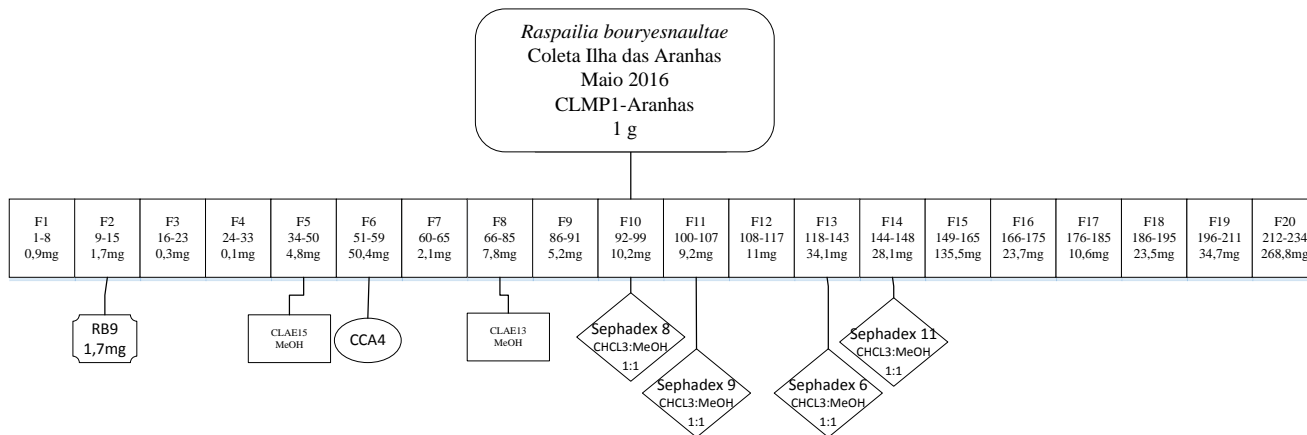 Raspailia bouryesnaultae
Coleta Ilha das Aranhas
Maio 2016
CLMP1-Aranhas
1 g
F1
1-8
0,9mg
F2
9-15
1,7mg
F3
16-23
0,3mg
F4
24-33
0,1mg
F5
34-50
4,8mg
F6
51-59
50,4mg
F7
60-65
2,1mg
F8
66-85
7,8mg
F9
86-91
5,2mg
F10
92-99
10,2mg
F11
100-107
9,2mg
F12
108-117
11mg
F13
118-143
34,1mg
F14
144-148
28,1mg
F15
149-165
135,5mg
F16
166-175
23,7mg
F17
176-185
10,6mg
F18
186-195
23,5mg
F19
196-211
34,7mg
F20
212-234
268,8mg
RB9
1,7mg
CLAE15
MeOH
CCA4
CLAE13
MeOH
Sephadex 8
CHCL3:MeOH
1:1
Sephadex 9
CHCL3:MeOH
1:1
Sephadex 6
CHCL3:MeOH
1:1
Sephadex 11
CHCL3:MeOH
1:1